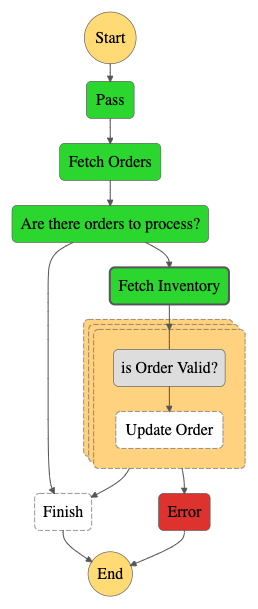 Start
Pass
Fetch Orders
Are there orders to process?
Fetch Inventory
is Order Valid?
Update Order
Finish
Error
End